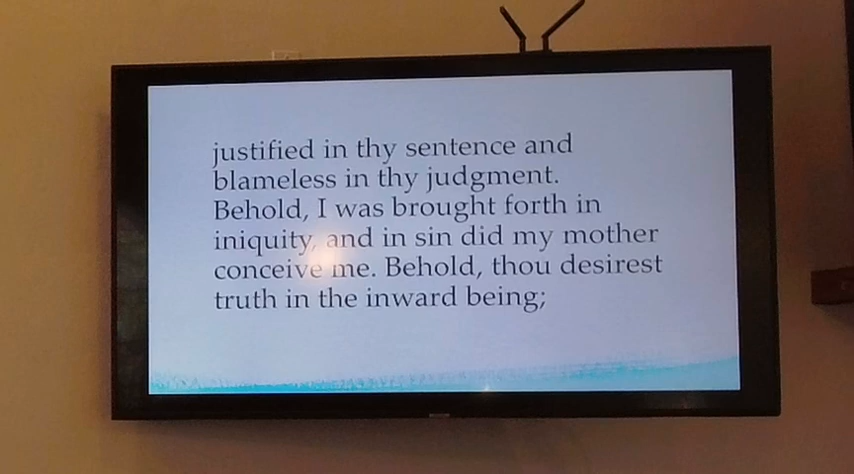 justified in thy sentence and
blameless in thy judgment.
Behold, I was brought forth in
iniquity, and in sin did my mother
conceive me. Behold, thou desirest
truth in the inward being;